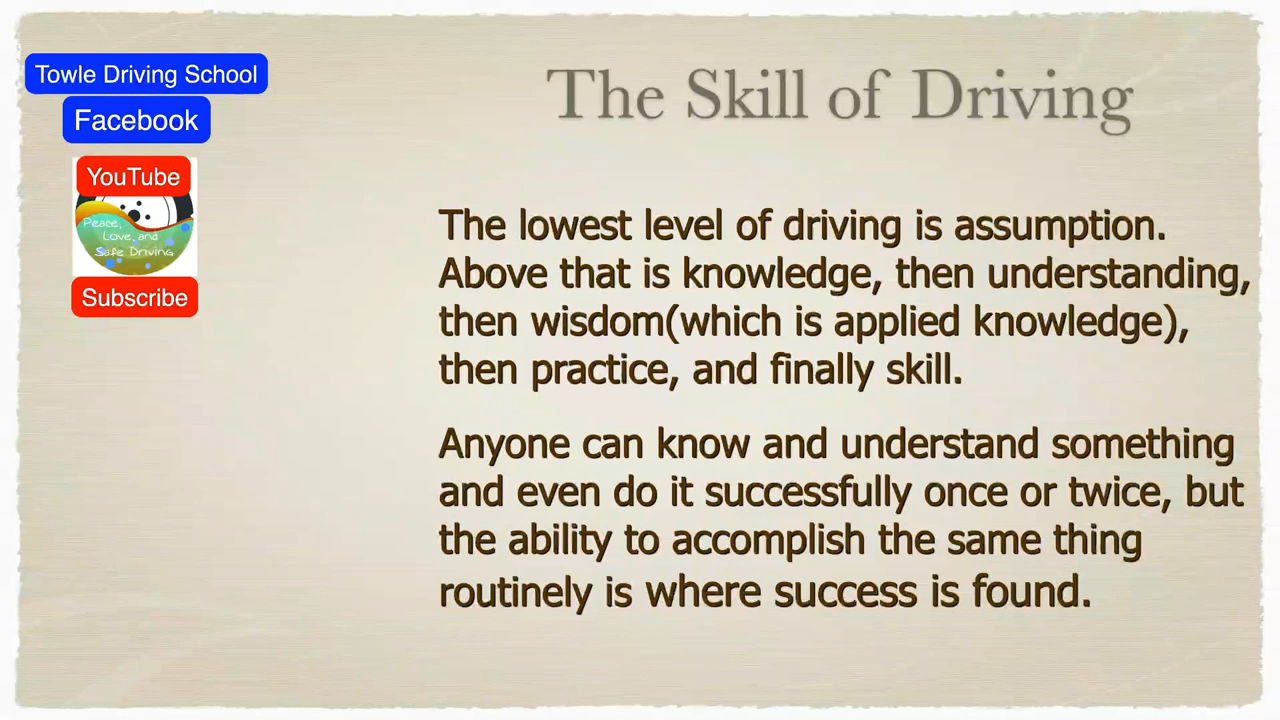 Towle Driving School
Facebook
YouTube
Peace,
Love, and
Safe Driving
Subscribe
The Skill of Driving
The lowest level of driving is assumption.
Above that is knowledge, then understanding,
then wisdom(which is applied knowledge),
then practice, and finally skill.
Anyone can know and understand something
and even do it successfully once or twice, but
the ability to accomplish the same thing
routinely is where success is found.